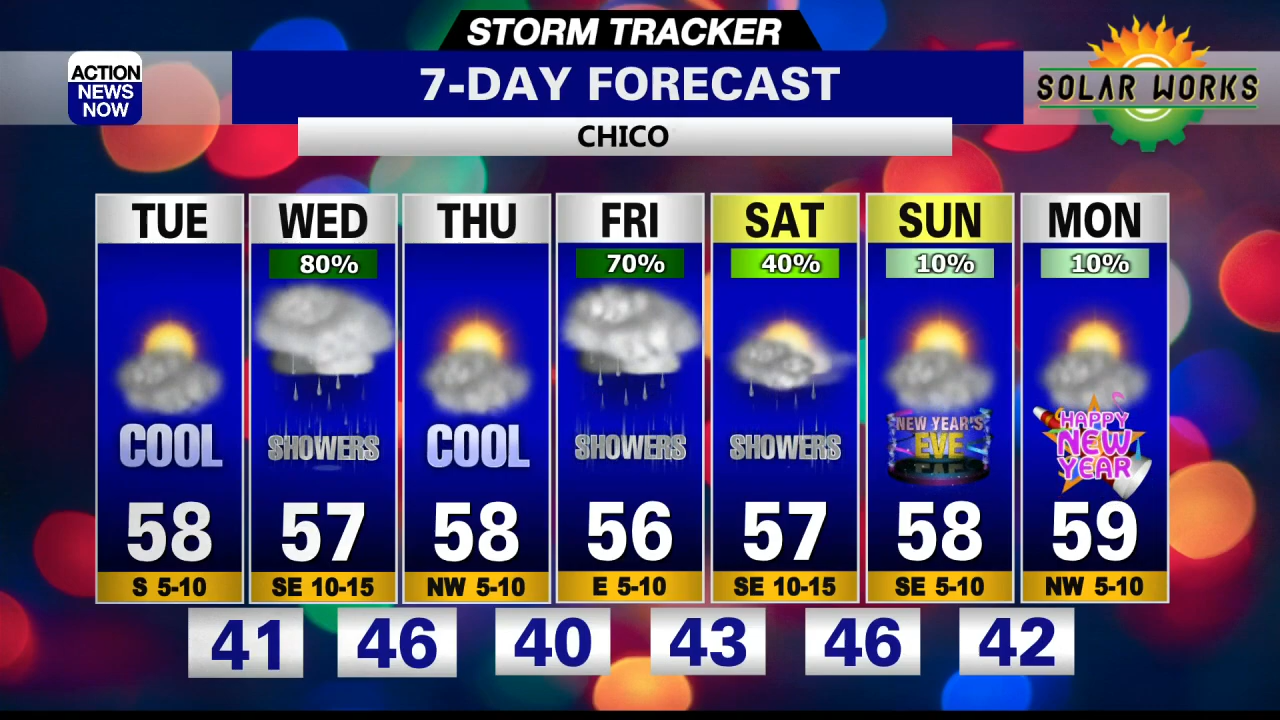 STORM TRACKER
ACTION
NEWS
NOW
7-DAY FORECAST
SOLAR WORKS
CHICO
TUE WED THU FRI SAT SUN MON
80% 70% 40% 10% 10%
COOL SHOWERS COOL SHOWERS SHOWERS
NEW YEAR'S
EVE
HAPPY
NEW
YEAR
58 57 58 56 57 58 59
S 5-10 SE 10-15 NW 5-10 E 5-10 SE 10-15 SE 5-10 NW 5-10
41 46 40 43 46 42